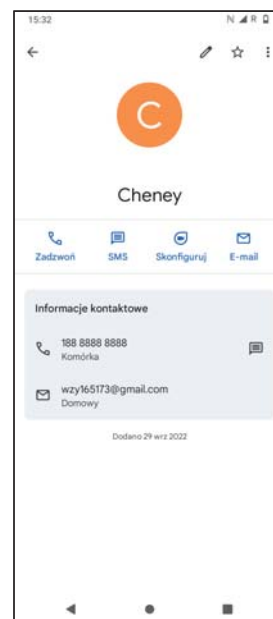 15:32
N R
C
Cheney
Zadzwoń SMS Skonfiguruj E-mail
Informacje kontaktowe
188 8888 8888
Komórka
wzy165173@gmail.com
Domowy
Dodano 29 wrz 2022